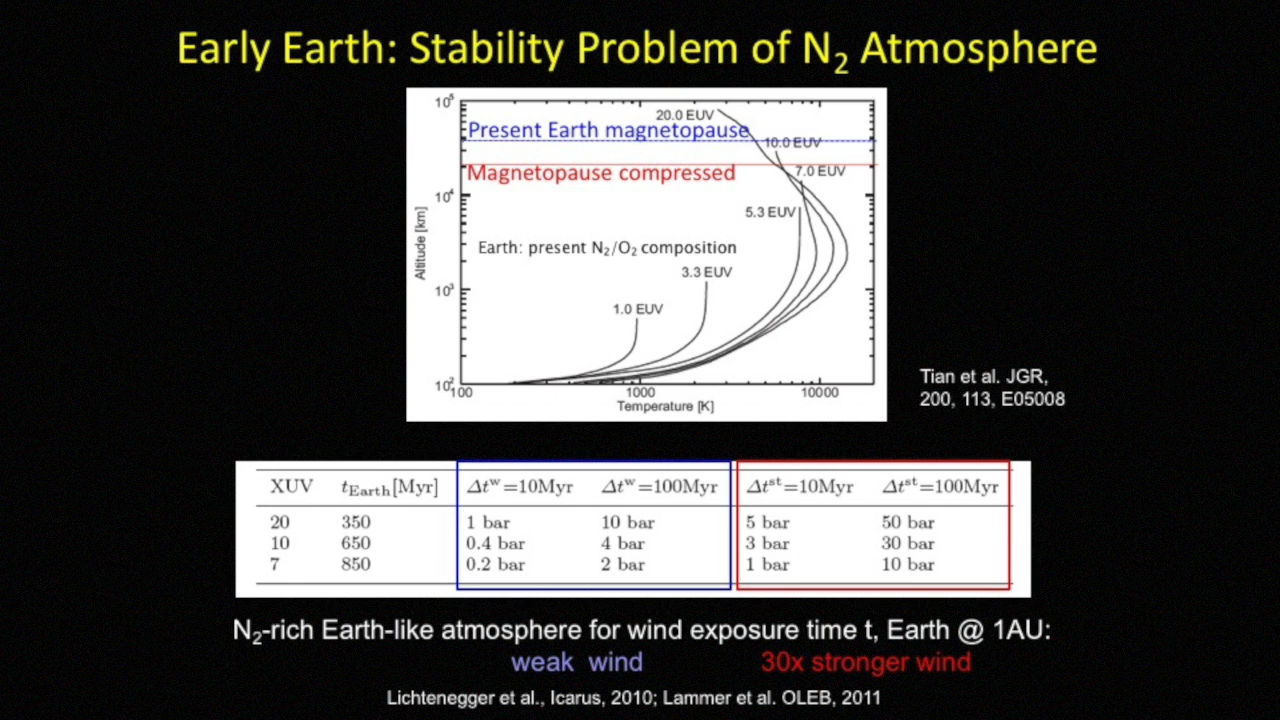 Early Earth: Stability Problem of N₂ Atmosphere
10⁵
20.0 EUV
Present Earth magnetopause
10.0 EUV
Magnetopause compressed
7.0 EUV
10⁴
5.3 EUV
Altitude [km]
Earth: present N₂/O₂ composition
3.3 EUV
10³
1.0 EUV
10²
100
1000
10000
Temperature [K]
Tian et al. JGR,
200, 113, E05008
XUV t_Earth[Myr] Δtʷ=10Myr Δtʷ=100Myr Δtˢᵗ=10Myr Δtˢᵗ=100Myr
20 350 1 bar 10 bar 5 bar 50 bar
10 650 0.4 bar 4 bar 3 bar 30 bar
7 850 0.2 bar 2 bar 1 bar 10 bar
N₂-rich Earth-like atmosphere for wind exposure time t, Earth @ 1AU:
weak wind 30x stronger wind
Lichtenegger et al., Icarus, 2010; Lammer et al. OLEB, 2011